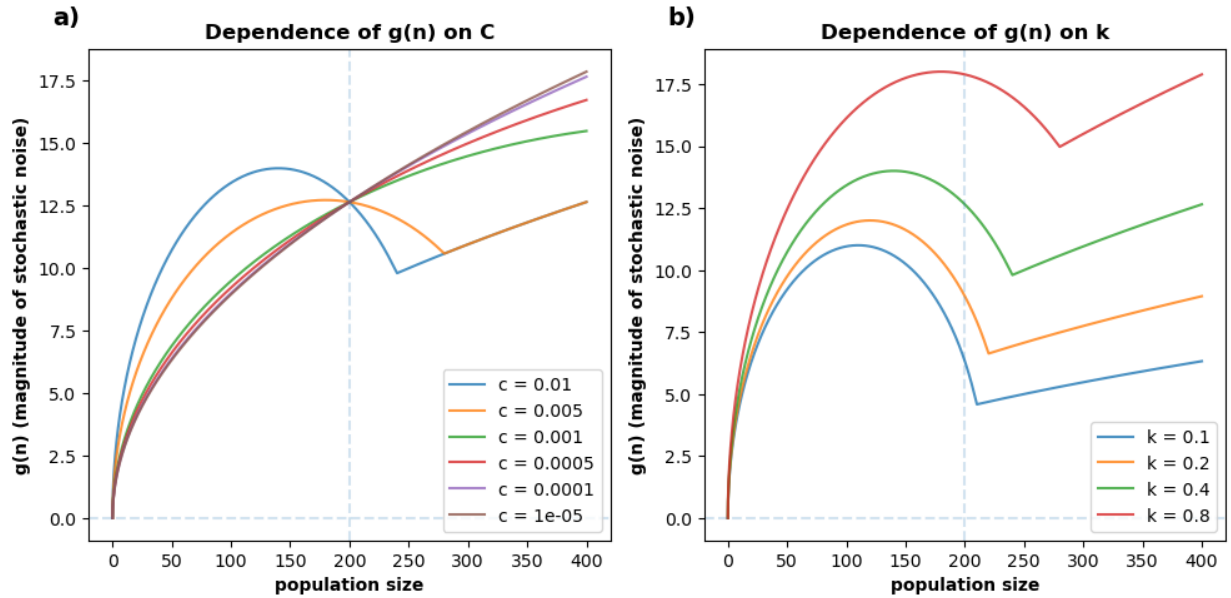 a)
Dependence of g(n) on C
g(n) (magnitude of stochastic noise)
17.5
15.0
12.5
10.0
7.5
5.0
2.5
0.0
c = 0.01
c = 0.005
c = 0.001
c = 0.0005
c = 0.0001
c = 1e-05
0 50 100 150 200 250 300 350 400
population size
b)
Dependence of g(n) on k
g(n) (magnitude of stochastic noise)
17.5
15.0
12.5
10.0
7.5
5.0
2.5
0.0
k = 0.1
k = 0.2
k = 0.4
k = 0.8
0 50 100 150 200 250 300 350 400
population size